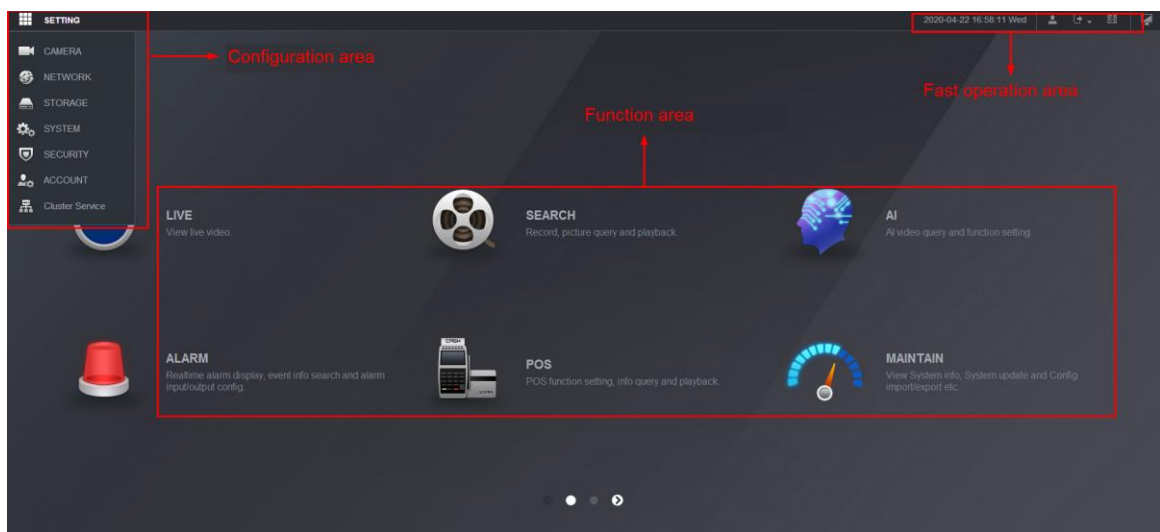 SETTING
2020-04-22 16:58:11 Wed
CAMERA
NETWORK
STORAGE
SYSTEM
SECURITY
ACCOUNT
Cluster Service
Configuration area
Fast operation area
Function area
LIVE
View live video.
SEARCH
Record, picture query and playback.
AI
AI video query and function setting.
ALARM
Realtime alarm display, event info search and alarm
input/output config.
CASH
POS
POS function setting, info query and playback.
MAINTAIN
View System info, System update and Config
import/export etc.